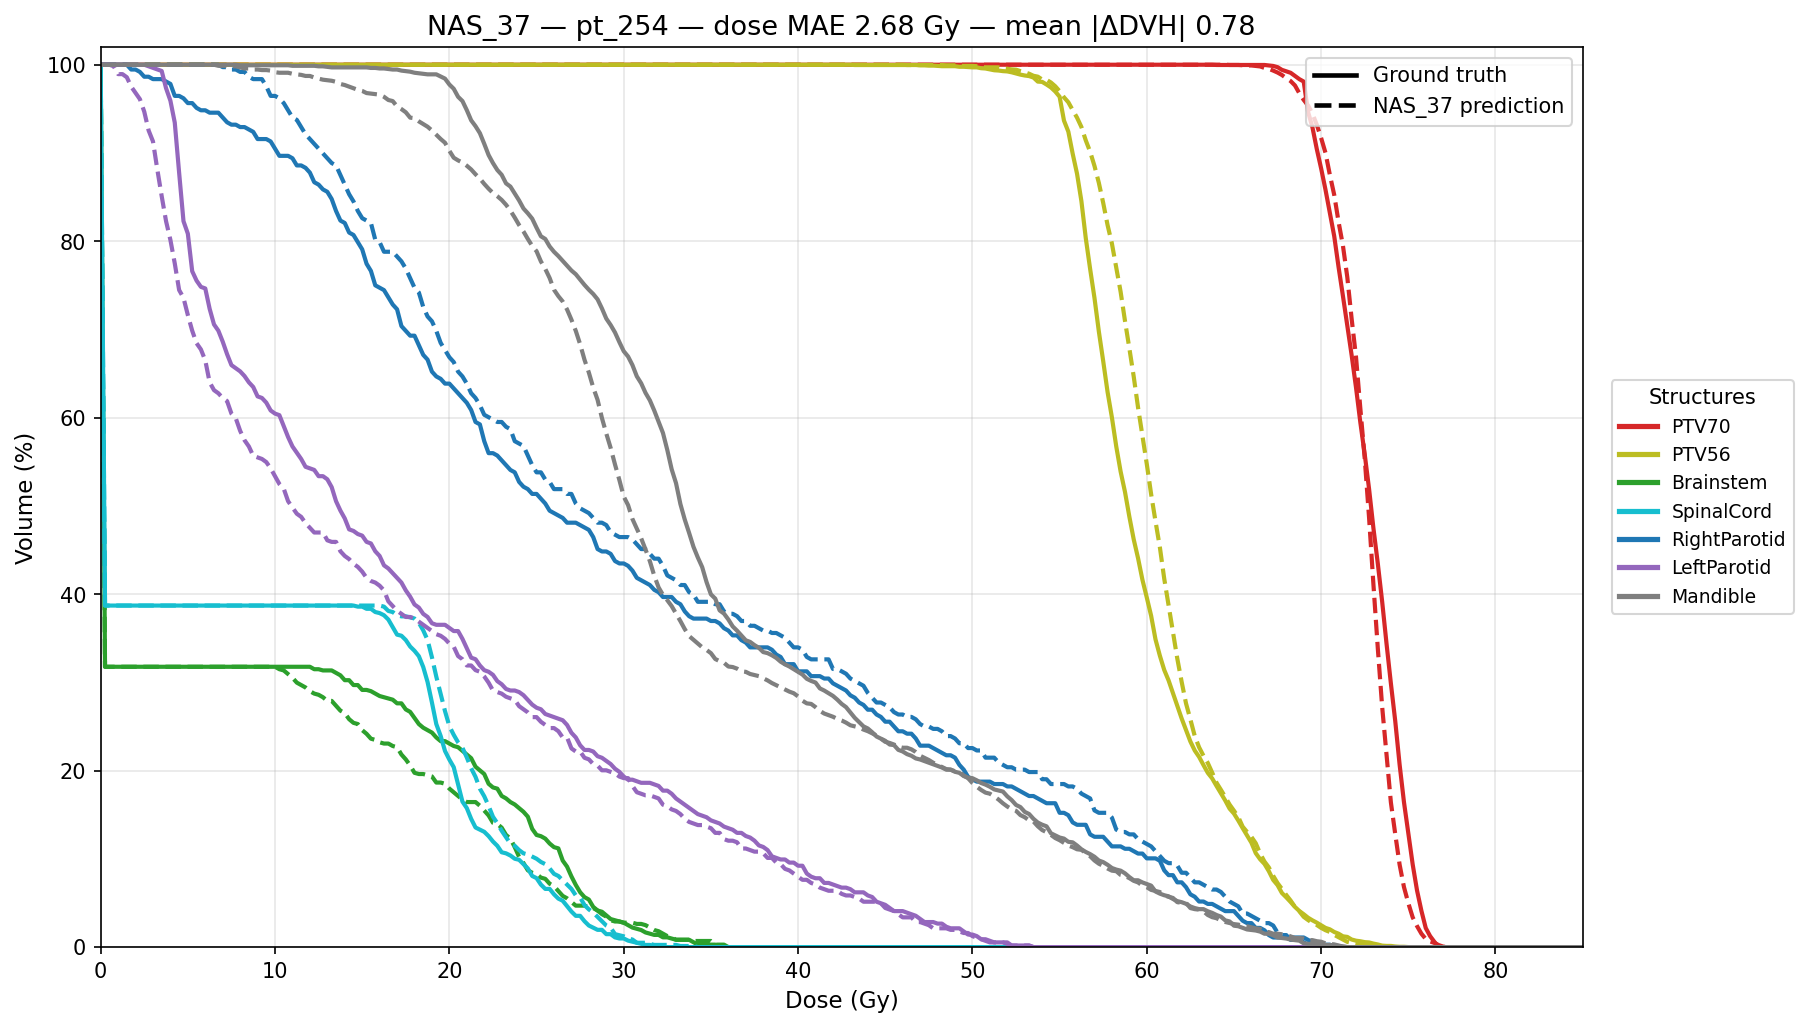 NAS_37 — pt_254 — dose MAE 2.68 Gy — mean |ΔDVH| 0.78
Ground truth
NAS_37 prediction
Structures
PTV70
PTV56
Brainstem
SpinalCord
RightParotid
LeftParotid
Mandible
Volume (%)
100
80
60
40
20
0
0 10 20 30 40 50 60 70 80
Dose (Gy)